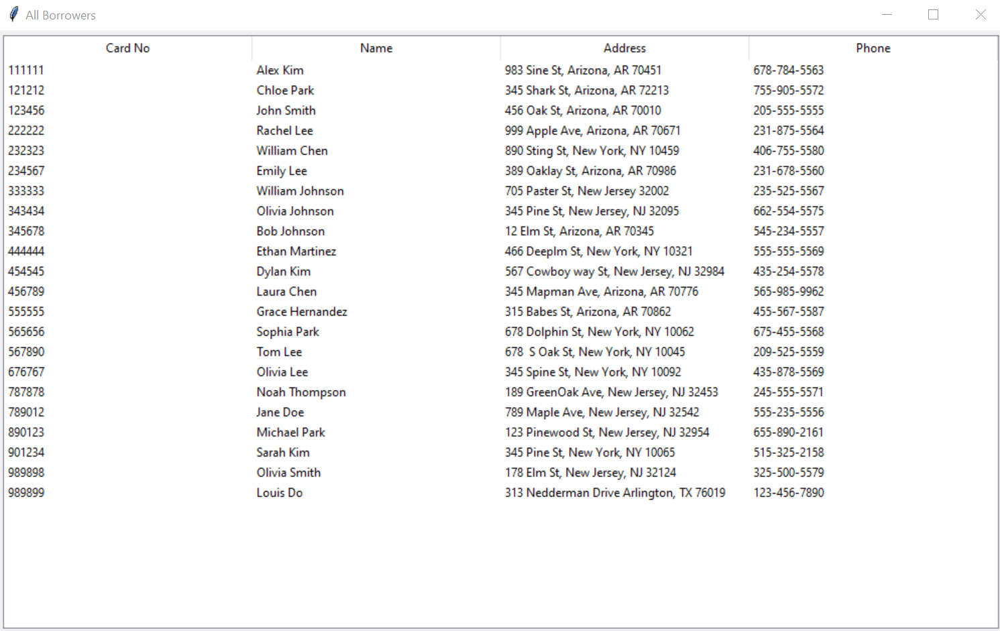 All Borrowers
Card No Name Address Phone
111111 Alex Kim 983 Sine St, Arizona, AR 70451 678-784-5563
121212 Chloe Park 345 Shark St, Arizona, AR 72213 755-905-5572
123456 John Smith 456 Oak St, Arizona, AR 70010 205-555-5555
222222 Rachel Lee 999 Apple Ave, Arizona, AR 70671 231-875-5564
232323 William Chen 890 Sting St, New York, NY 10459 406-755-5580
234567 Emily Lee 389 Oaklay St, Arizona, AR 70986 231-678-5560
333333 William Johnson 705 Paster St, New Jersey 32002 235-525-5567
343434 Olivia Johnson 345 Pine St, New Jersey, NJ 32095 662-554-5575
345678 Bob Johnson 12 Elm St, Arizona, AR 70345 545-234-5557
444444 Ethan Martinez 466 Deeplm St, New York, NY 10321 555-555-5569
454545 Dylan Kim 567 Cowboy way St, New Jersey, NJ 32984 435-254-5578
456789 Laura Chen 345 Mapman Ave, Arizona, AR 70776 565-985-9962
555555 Grace Hernandez 315 Babes St, Arizona, AR 70862 455-567-5587
565656 Sophia Park 678 Dolphin St, New York, NY 10062 675-455-5568
567890 Tom Lee 678  S Oak St, New York, NY 10045 209-525-5559
676767 Olivia Lee 345 Spine St, New York, NY 10092 435-878-5569
787878 Noah Thompson 189 GreenOak Ave, New Jersey, NJ 32453 245-555-5571
789012 Jane Doe 789 Maple Ave, New Jersey, NJ 32542 555-235-5556
890123 Michael Park 123 Pinewood St, New Jersey, NJ 32954 655-890-2161
901234 Sarah Kim 345 Pine St, New York, NY 10065 515-325-2158
989898 Olivia Smith 178 Elm St, New Jersey, NJ 32124 325-500-5579
989899 Louis Do 313 Nedderman Drive Arlington, TX 76019 123-456-7890